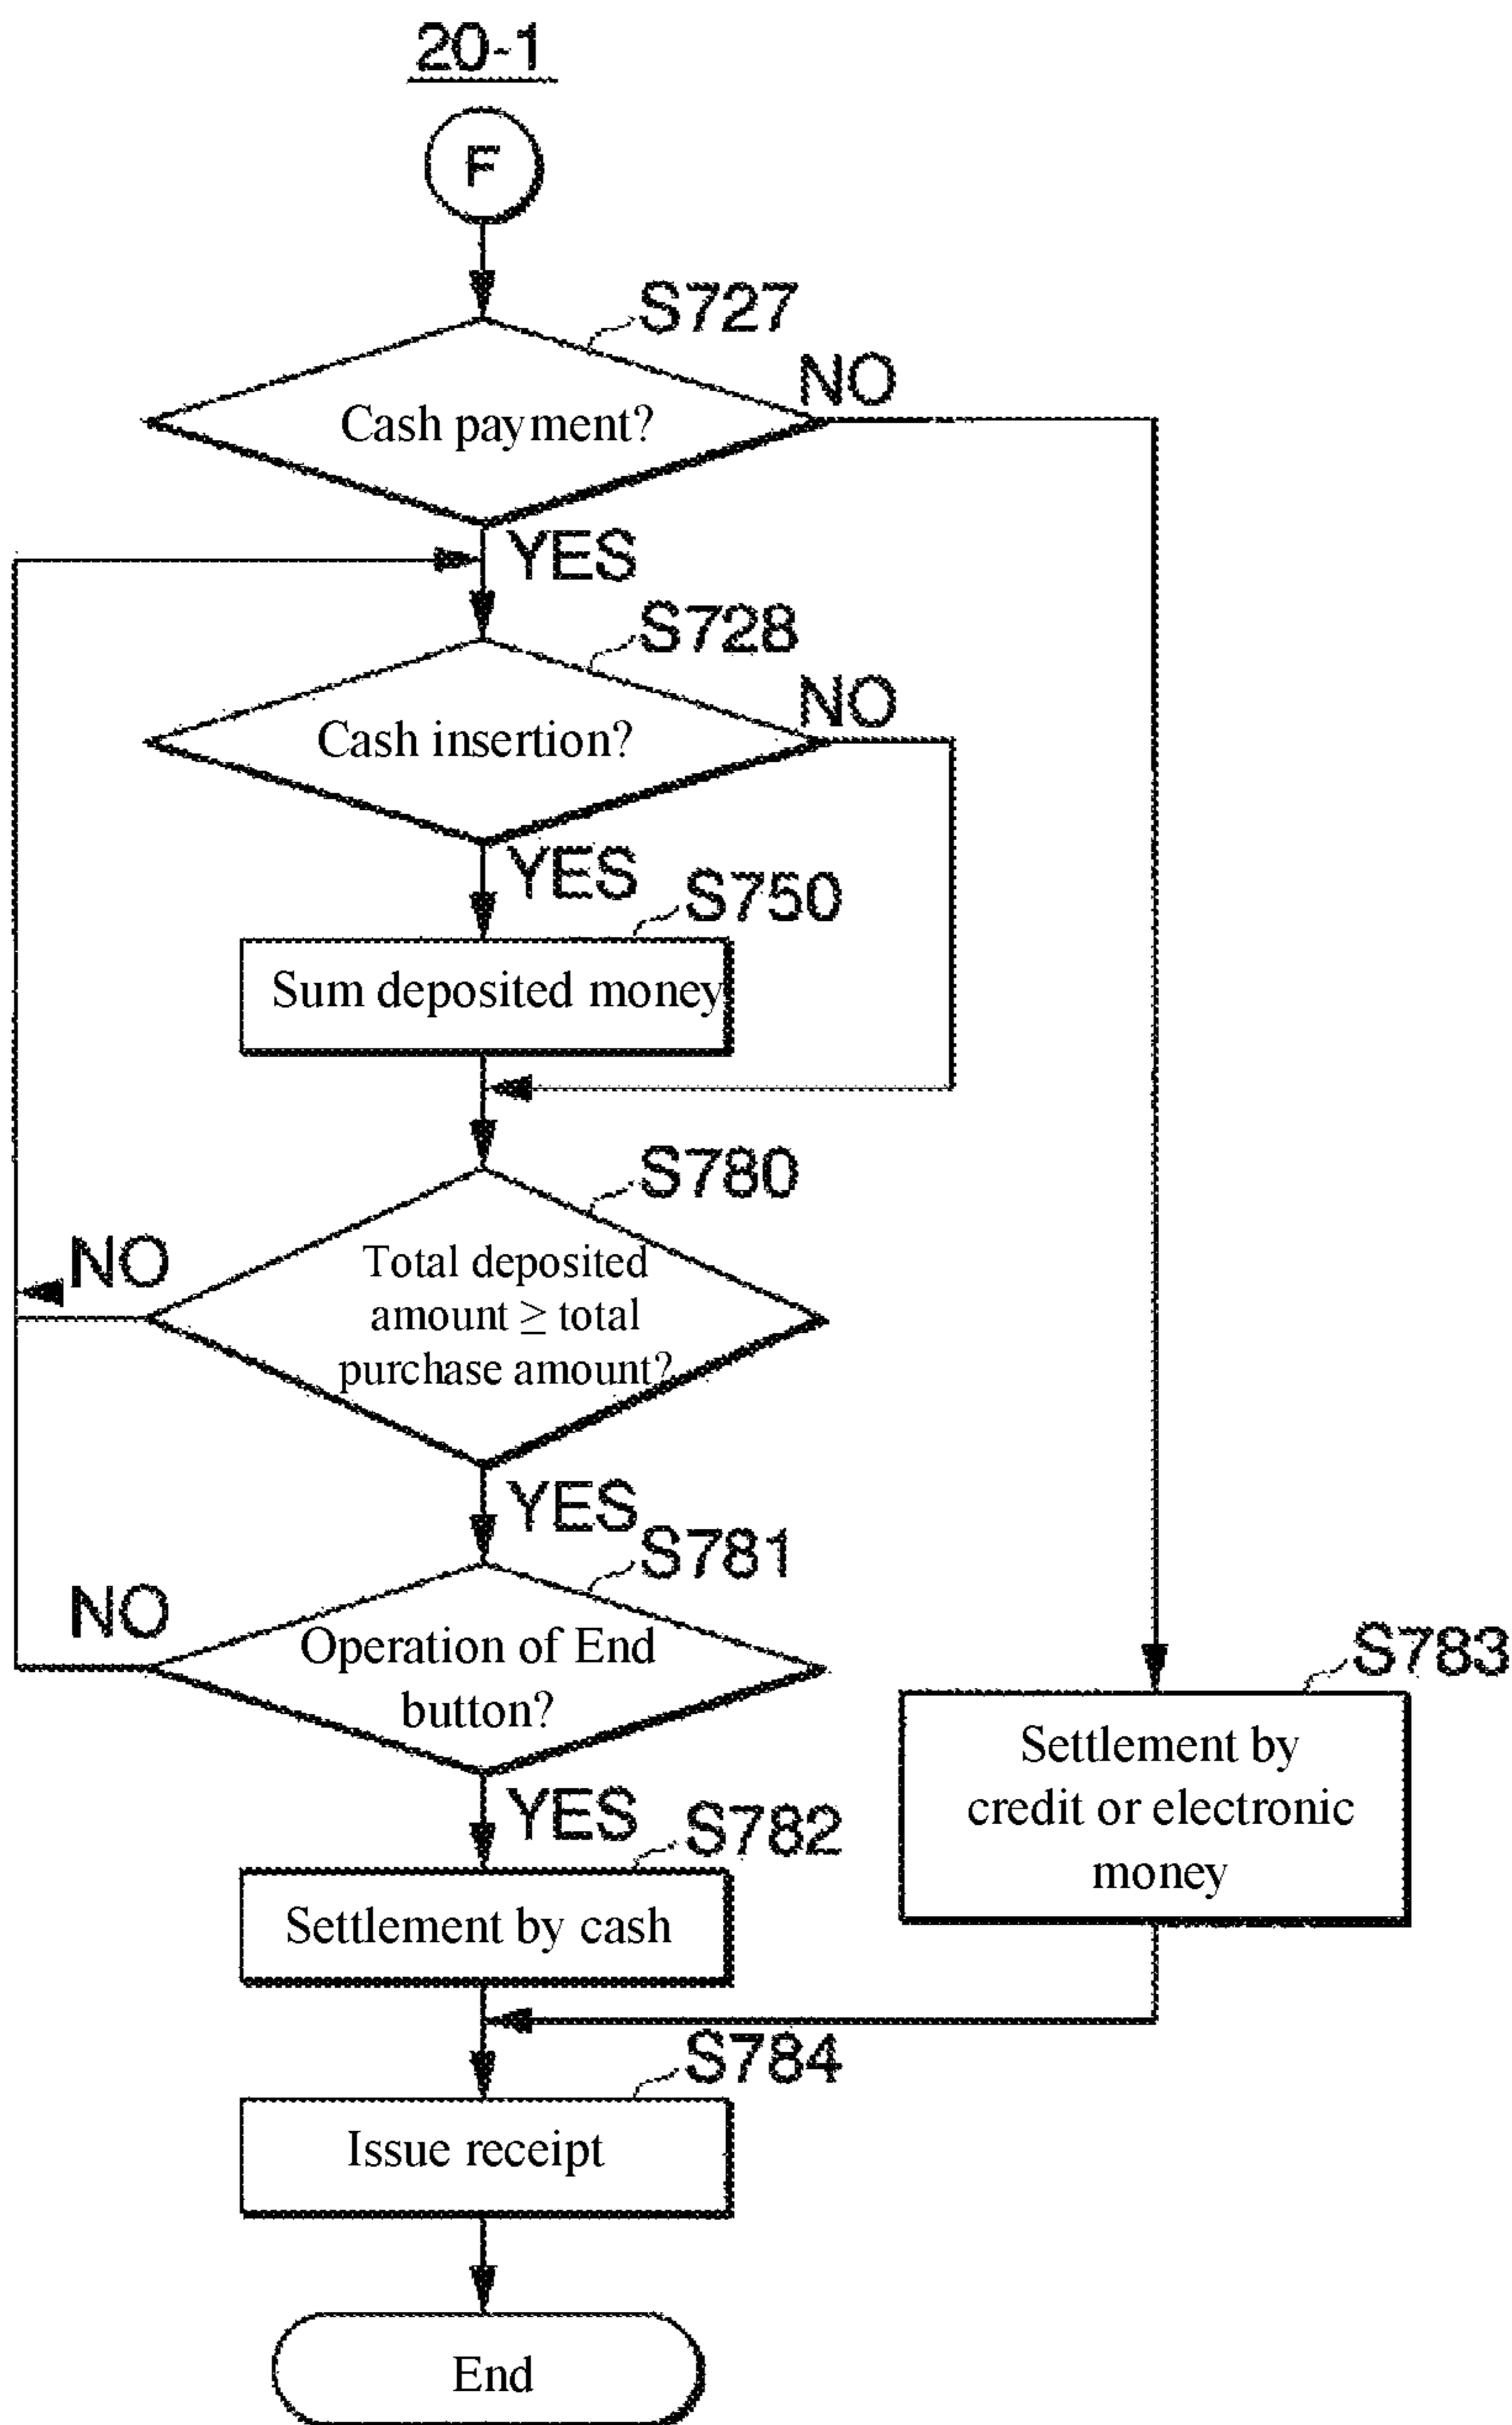 20-1
F
S727
NO
Cash payment?
YES
S728
NO
Cash insertion?
YES
S750
Sum deposited money
S780
NO
Total deposited
amount ≥ total
purchase amount?
YES
S781
NO
Operation of End
button?
S783
Settlement by
credit or electronic
money
YES
S782
Settlement by cash
S784
Issue receipt
End